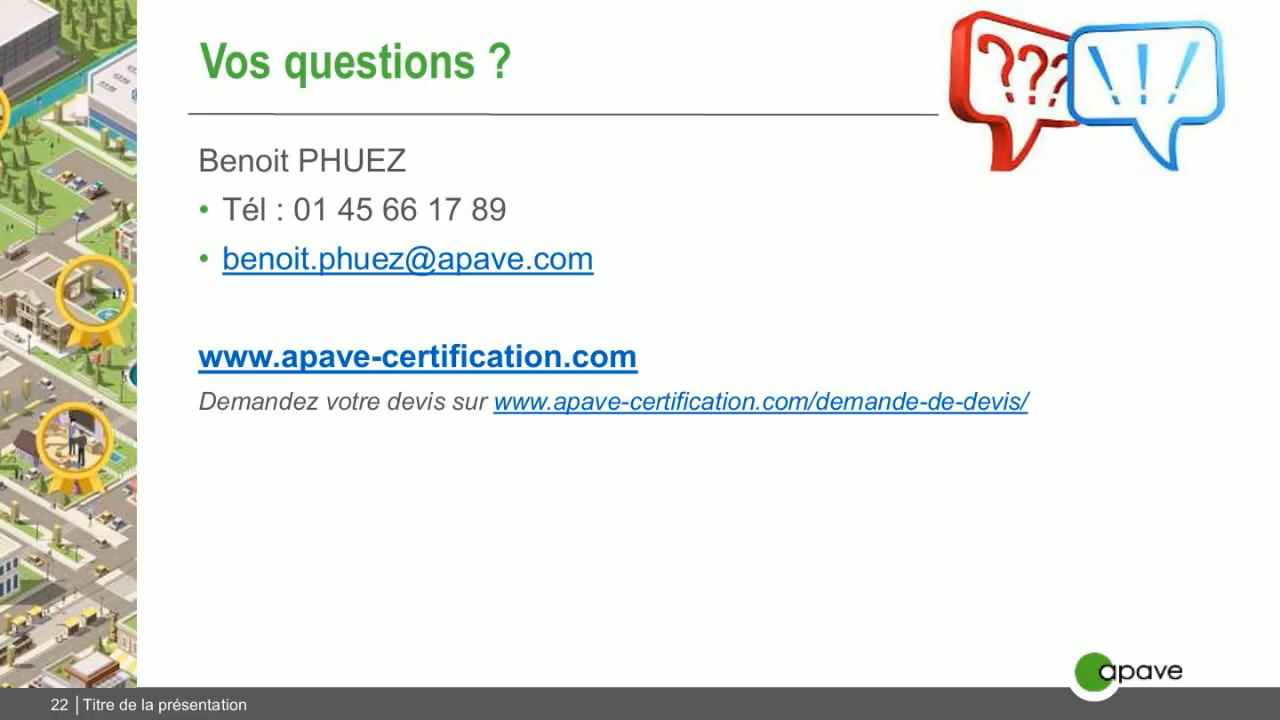 Vos questions ?
???
!!!
Benoit PHUEZ
• Tél : 01 45 66 17 89
• benoit.phuez@apave.com
www.apave-certification.com
Demandez votre devis sur www.apave-certification.com/demande-de-devis/
apave
22 | Titre de la présentation